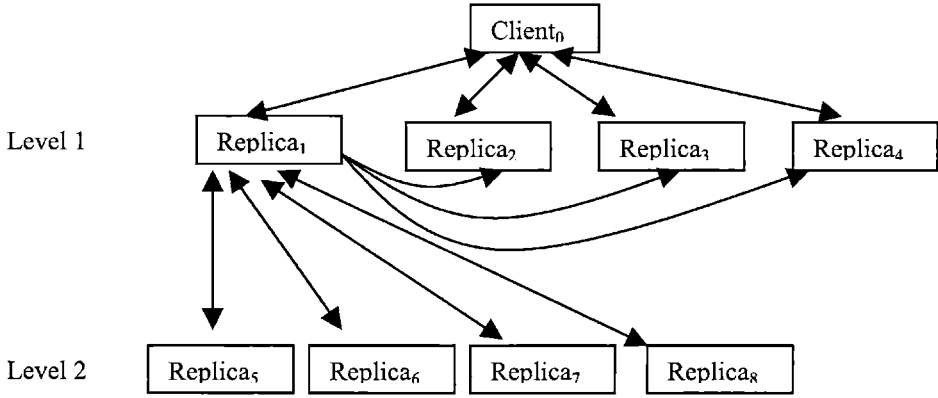 Client₀
Level 1
Replica₁
Replica₂
Replica₃
Replica₄
Level 2
Replica₅
Replica₆
Replica₇
Replica₈